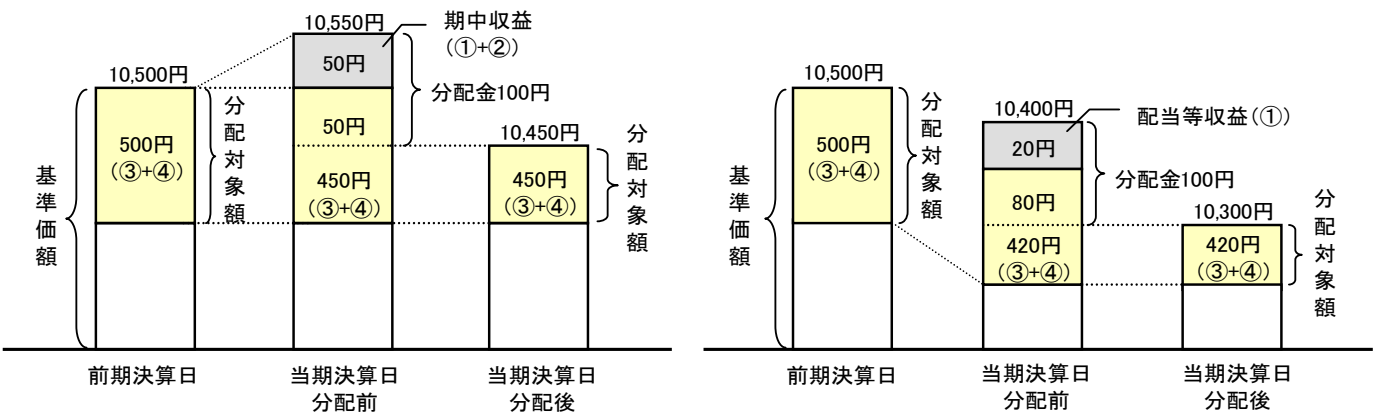 10,550円
期中収益
(①+②)
50円
10,500円
分配金100円
50円
10,450円
500円
(③+④)
分配対象額
450円
(③+④)
450円
(③+④)
分配対象額
基準価額
前期決算日
当期決算日
分配前
当期決算日
分配後
10,500円
10,400円
配当等収益(①)
20円
500円
(③+④)
分配対象額
分配金100円
80円
10,300円
420円
(③+④)
420円
(③+④)
分配対象額
基準価額
前期決算日
当期決算日
分配前
当期決算日
分配後